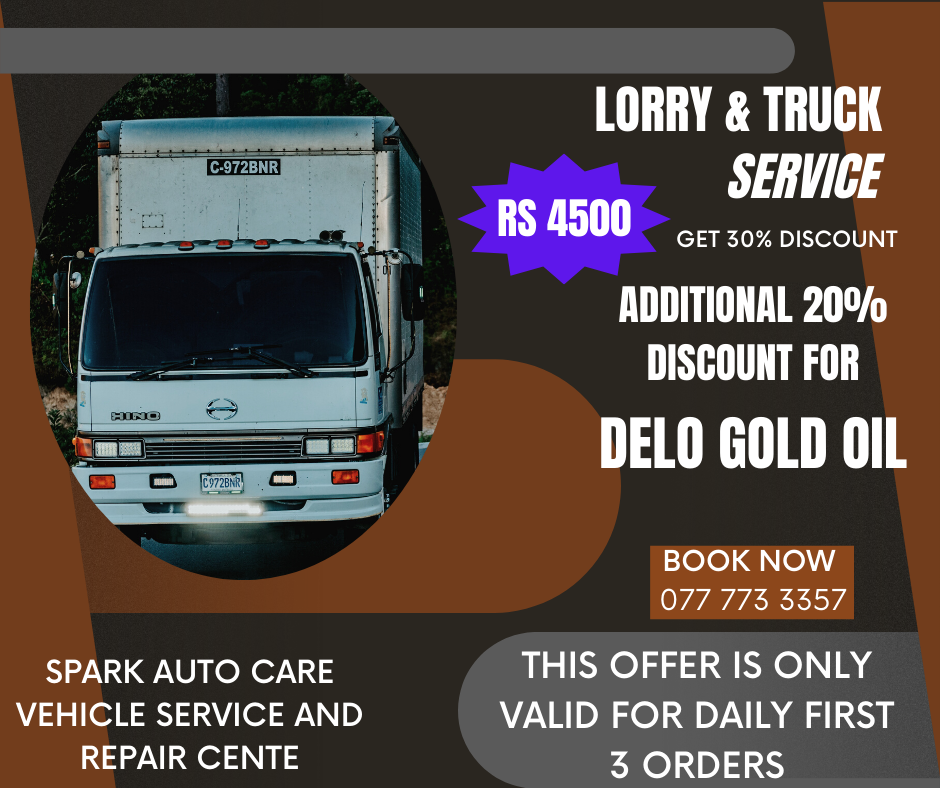 LORRY & TRUCK
SERVICE
RS 4500
GET 30% DISCOUNT
ADDITIONAL 20%
DISCOUNT FOR
DELO GOLD OIL
C-972BNR
HINO
C972BNR
BOOK NOW
077 773 3357
SPARK AUTO CARE
VEHICLE SERVICE AND
REPAIR CENTE
THIS OFFER IS ONLY
VALID FOR DAILY FIRST
3 ORDERS